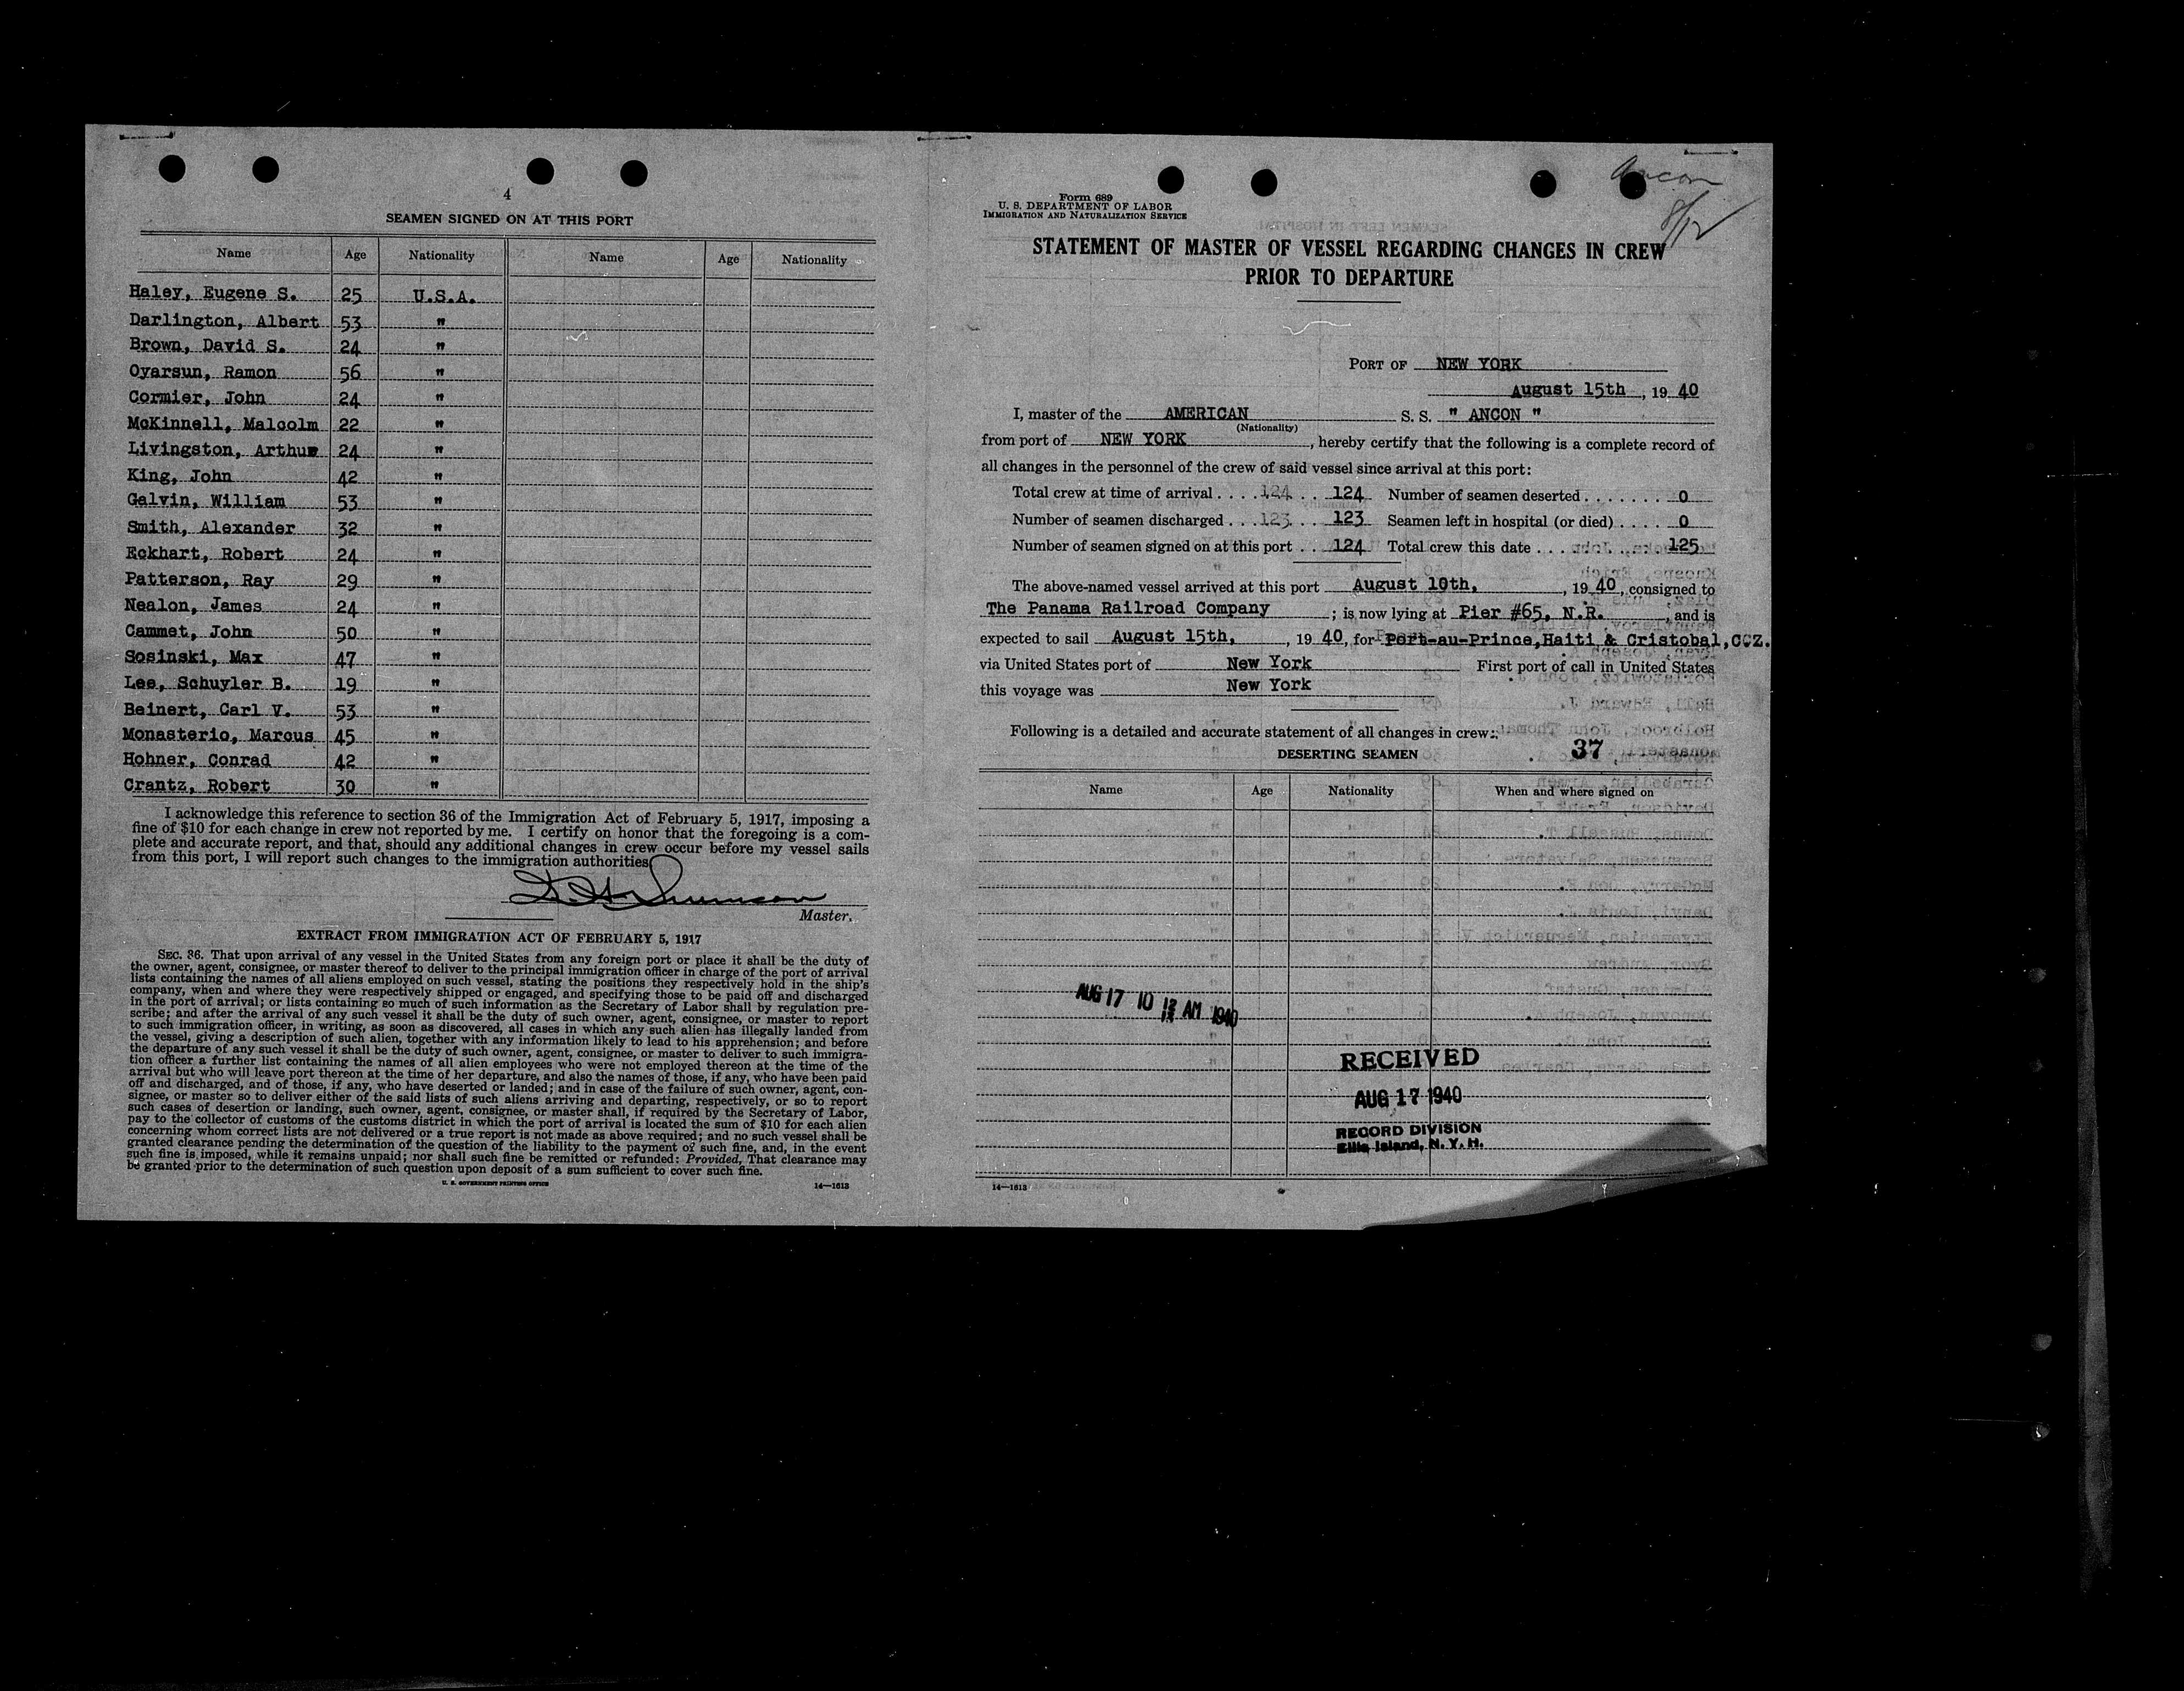 4
SEAMEN SIGNED ON AT THIS PORT
Name Age Nationality Name Age Nationality
Haley, Eugene S. 25 U.S.A.
Darlington, Albert 53 "
Brown, David S. 24 "
Oyarsun, Ramon 56 "
Cormier, John 24 "
McKinnell, Malcolm 22 "
Livingston, Arthur 24 "
King, John 42 "
Galvin, William 53 "
Smith, Alexander 32 "
Eckhart, Robert 24 "
Patterson, Ray 29 "
Nealon, James 24 "
Cammet, John 50 "
Sosinski, Max 47 "
Lee, Schuyler B. 19 "
Beinert, Carl V. 53 "
Monasterio, Marcus 45 "
Hohner, Conrad 42 "
Crantz, Robert 30 "
I acknowledge this reference to section 36 of the Immigration Act of February 5, 1917, imposing a
fine of $10 for each change in crew not reported by me. I certify on honor that the foregoing is a com-
plete and accurate report, and that, should any additional changes in crew occur before my vessel sails
from this port, I will report such changes to the immigration authorities.
Master.
EXTRACT FROM IMMIGRATION ACT OF FEBRUARY 5, 1917
SEC. 36. That upon arrival of any vessel in the United States from any foreign port or place it shall be the duty of
the owner, agent, consignee, or master thereof to deliver to the principal immigration officer in charge of the port of arrival
lists containing the names of all aliens employed on such vessel, stating the positions they respectively hold in the ship's
company, when and where they were respectively shipped or engaged, and specifying those to be paid off and discharged
in the port of arrival; or lists containing so much of such information as the Secretary of Labor shall by regulation pre-
scribe; and after the arrival of any such vessel it shall be the duty of such owner, agent, consignee, or master to report
to such immigration officer, in writing, as soon as discovered, all cases in which any such alien has illegally landed from
the vessel, giving a description of such alien, together with any information likely to lead to his apprehension; and before
the departure of any such vessel it shall be the duty of such owner, agent, consignee, or master to deliver to such immigra-
tion officer a further list containing the names of all alien employees who were not employed thereon at the time of the
arrival but who will leave port thereon at the time of her departure, and also the names of those, if any, who have been paid
off and discharged, and of those, if any, who have deserted or landed; and in case of the failure of such owner, agent, con-
signee, or master so to deliver either of the said lists of such aliens arriving and departing, respectively, or so to report
such cases of desertion or landing, such owner, agent, consignee, or master shall, if required by the Secretary of Labor,
pay to the collector of customs of the customs district in which the port of arrival is located the sum of $10 for each alien
concerning whom correct lists are not delivered or a true report is not made as above required; and no such vessel shall be
granted clearance pending the determination of the question of the liability to the payment of such fine, and, in the event
such fine is imposed, while it remains unpaid; nor shall such fine be remitted or refunded: Provided, That clearance may
be granted prior to the determination of such question upon deposit of a sum sufficient to cover such fine.
U. S. GOVERNMENT PRINTING OFFICE 14—1613
Ancon
8/12
Form 689
U. S. DEPARTMENT OF LABOR
IMMIGRATION AND NATURALIZATION SERVICE
STATEMENT OF MASTER OF VESSEL REGARDING CHANGES IN CREW
PRIOR TO DEPARTURE
PORT OF NEW YORK
August 15th, 19 40
I, master of the AMERICAN S. S. " ANCON "
(Nationality)
from port of NEW YORK, hereby certify that the following is a complete record of
all changes in the personnel of the crew of said vessel since arrival at this port:
Total crew at time of arrival . . . . 124 . . 124 Number of seamen deserted . . . . . . . . 0
Number of seamen discharged . . . 123 . . 123 Seamen left in hospital (or died) . . . . 0
Number of seamen signed on at this port . . 124 Total crew this date . . . 125
The above-named vessel arrived at this port August 10th, , 19 40, consigned to
The Panama Railroad Company ; is now lying at Pier #65, N.R. , and is
expected to sail August 15th, , 19 40, for Port-au-Prince, Haiti & Cristobal, C.Z.
via United States port of New York First port of call in United States
this voyage was New York
Following is a detailed and accurate statement of all changes in crew:
DESERTING SEAMEN 37
Name Age Nationality When and where signed on
AUG 17 10 AM 1940
RECEIVED
AUG 17 1940
RECORD DIVISION
Ellis Island, N. Y. H.
14—1613